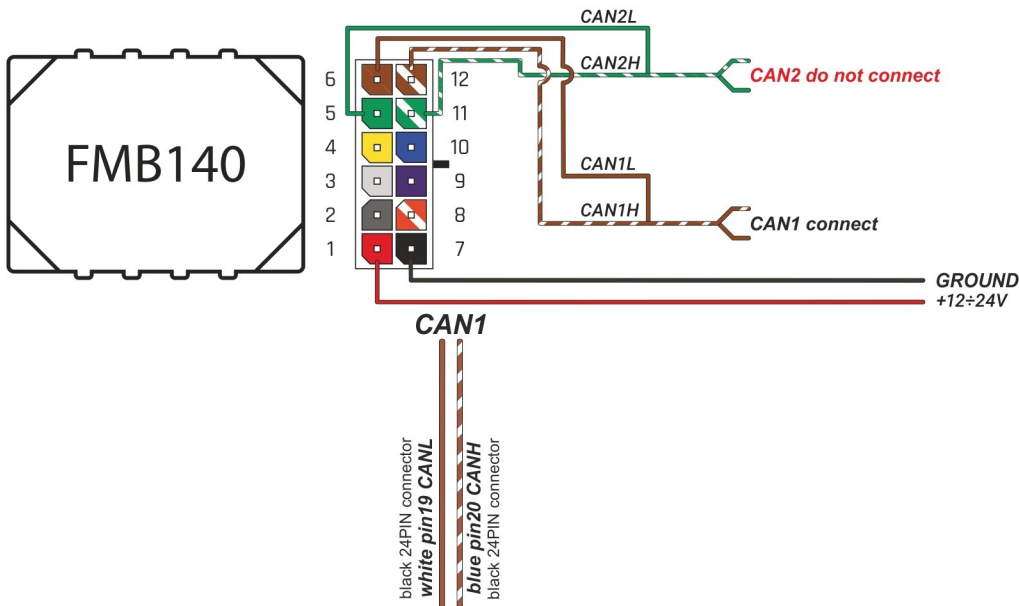 CAN2L
CAN2H
CAN2 do not connect
FMB140
6 12
5 11
4 10
3 9
2 8
1 7
CAN1L
CAN1H
CAN1 connect
GROUND
+12÷24V
CAN1
black 24PIN connector
white pin19 CANL
blue pin20 CANH
black 24PIN connector